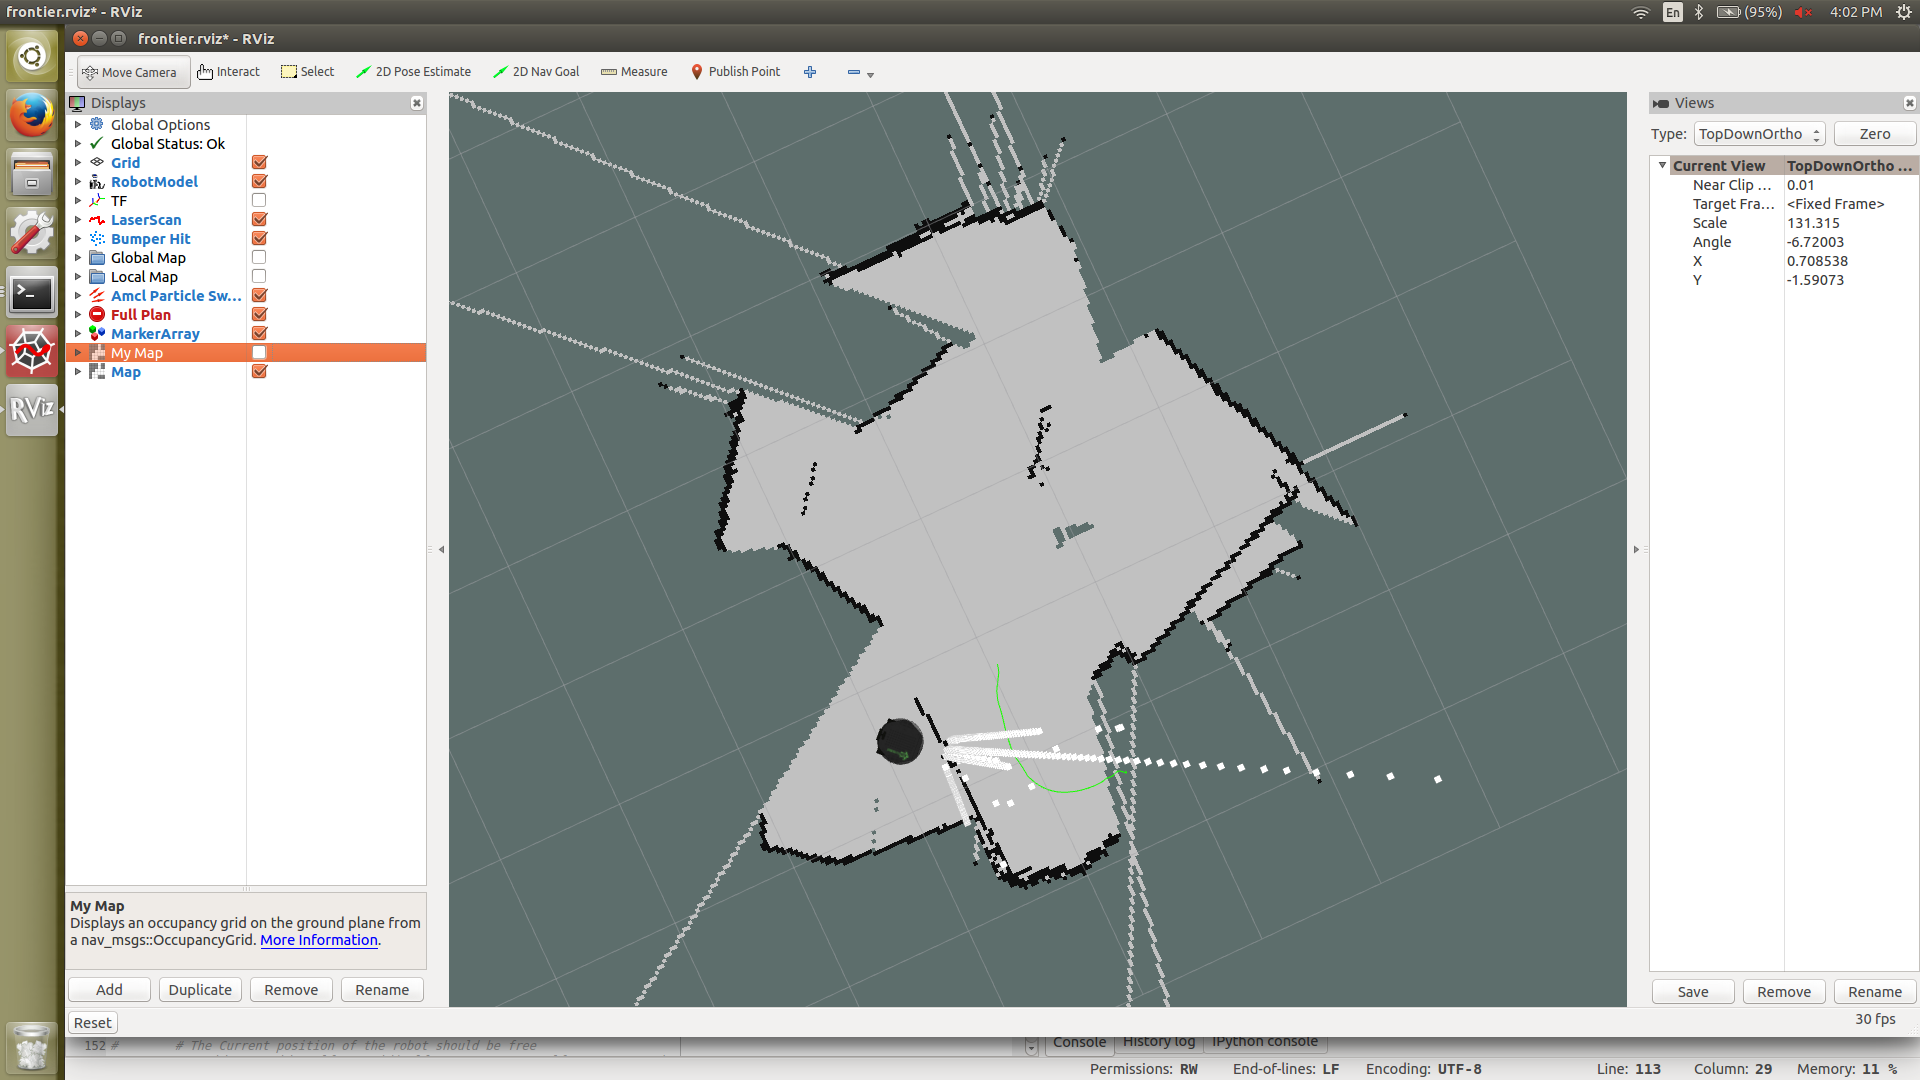 frontier.rviz* - RViz
En
(95%)
4:02 PM
frontier.rviz* - RViz
Move Camera
Interact
Select
2D Pose Estimate
2D Nav Goal
Measure
Publish Point
Displays
Global Options
Global Status: Ok
Grid
RobotModel
TF
LaserScan
Bumper Hit
Global Map
Local Map
Amcl Particle Sw...
Full Plan
MarkerArray
My Map
Map
My Map
Displays an occupancy grid on the ground plane from
a nav_msgs::OccupancyGrid. More Information.
Add Duplicate Remove Rename
Reset
RViz
Views
Type: TopDownOrtho Zero
Current View TopDownOrtho ...
Near Clip ... 0.01
Target Fra... <Fixed Frame>
Scale 131.315
Angle -6.72003
X 0.708538
Y -1.59073
Save Remove Rename
30 fps
152 # # The Current position of the robot should be free
Console History log IPython console
Permissions: RW End-of-lines: LF Encoding: UTF-8 Line: 113 Column: 29 Memory: 11 %